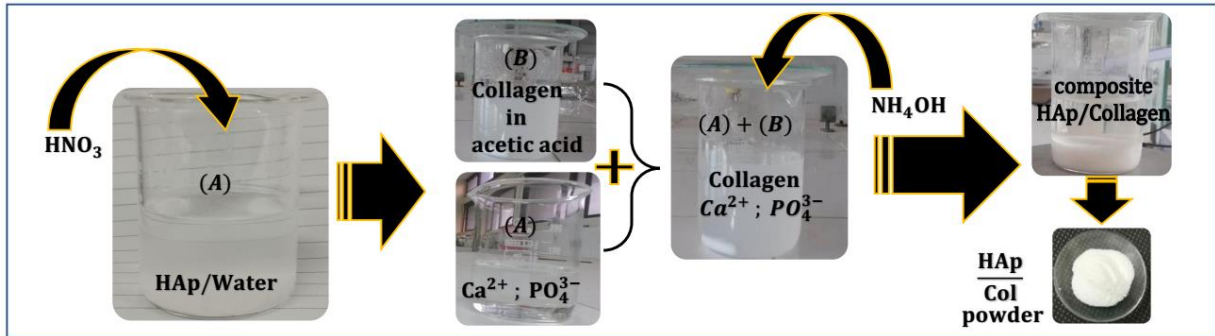 HNO₃
(A)
HAp/Water
(B)
Collagen
in
acetic acid
(A)
Ca²⁺ ; PO₄³⁻
+
(A) + (B)
Collagen
Ca²⁺ ; PO₄³⁻
NH₄OH
composite
HAp/Collagen
HAp
Col
powder